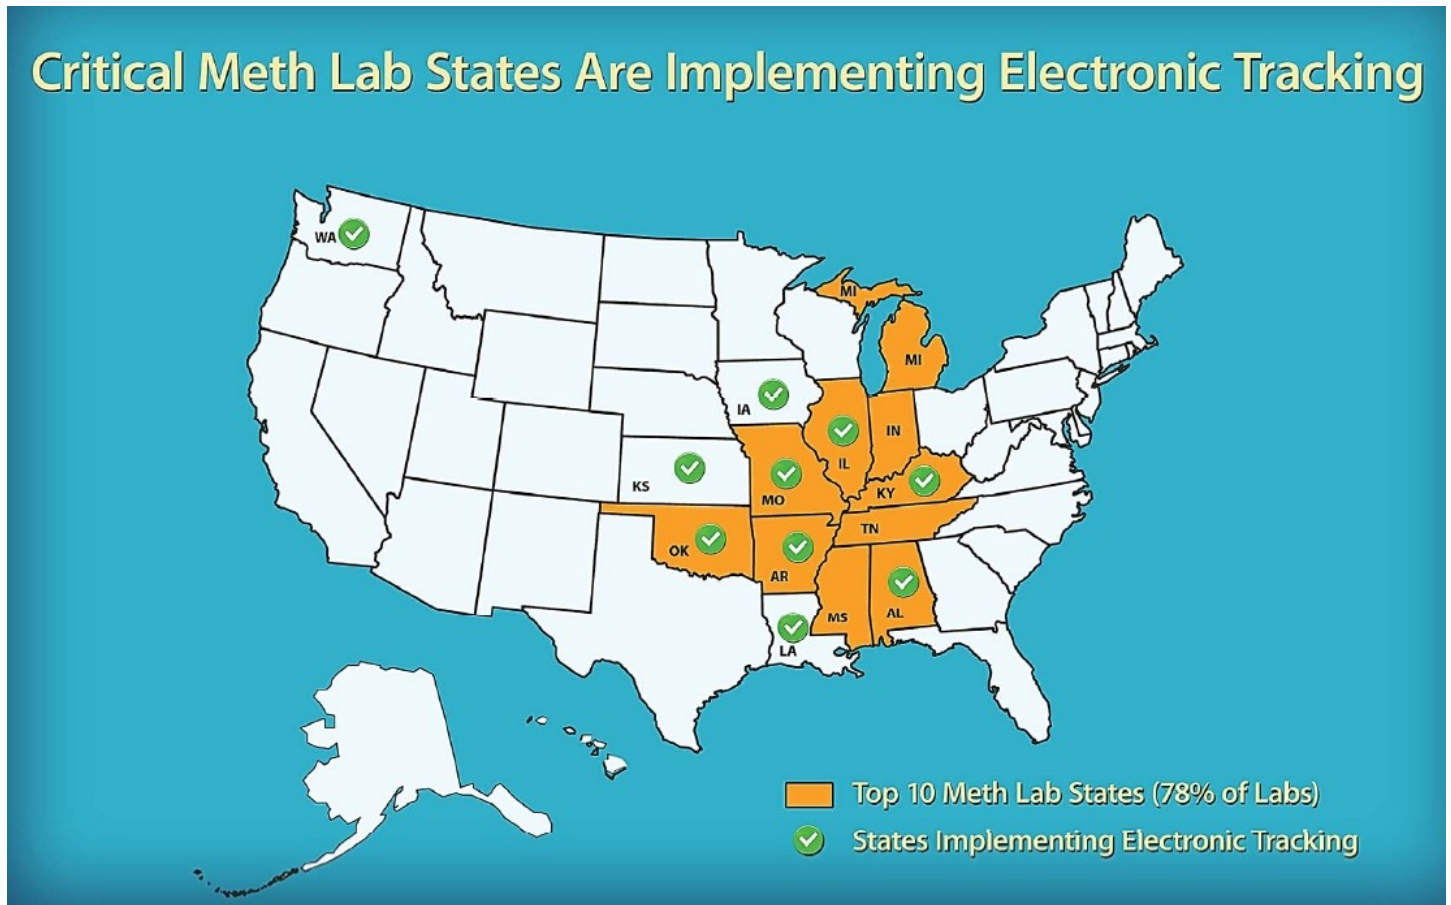 Critical Meth Lab States Are Implementing Electronic Tracking
WA
MI
MI
IA
IL
IN
KS
MO
KY
OK
AR
TN
MS
AL
LA
Top 10 Meth Lab States (78% of Labs)
States Implementing Electronic Tracking